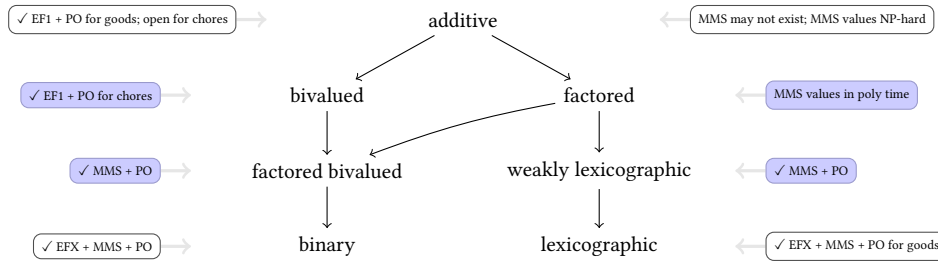 ✓ EF1 + PO for goods; open for chores
additive
MMS may not exist; MMS values NP-hard
✓ EF1 + PO for chores
bivalued
factored
MMS values in poly time
✓ MMS + PO
factored bivalued
weakly lexicographic
✓ MMS + PO
✓ EFX + MMS + PO
binary
lexicographic
✓ EFX + MMS + PO for goods